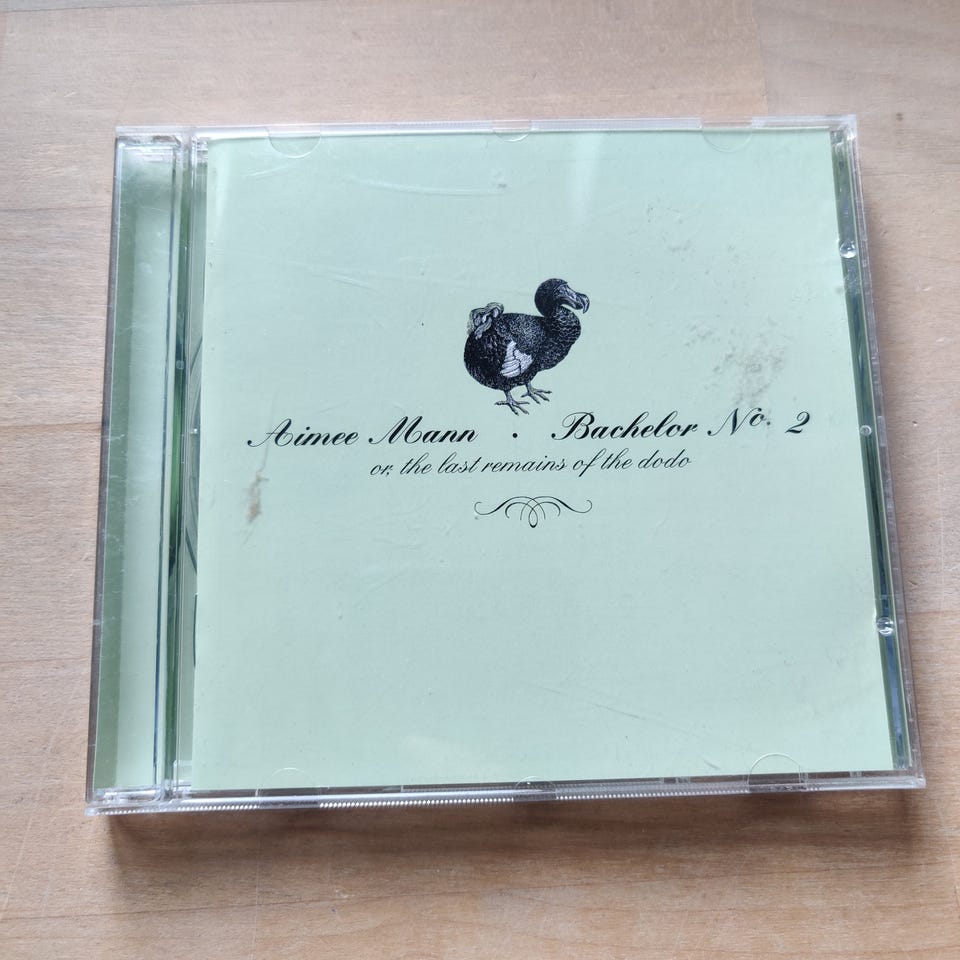 Aimee Mann · Bachelor No. 2
or, the last remains of the dodo